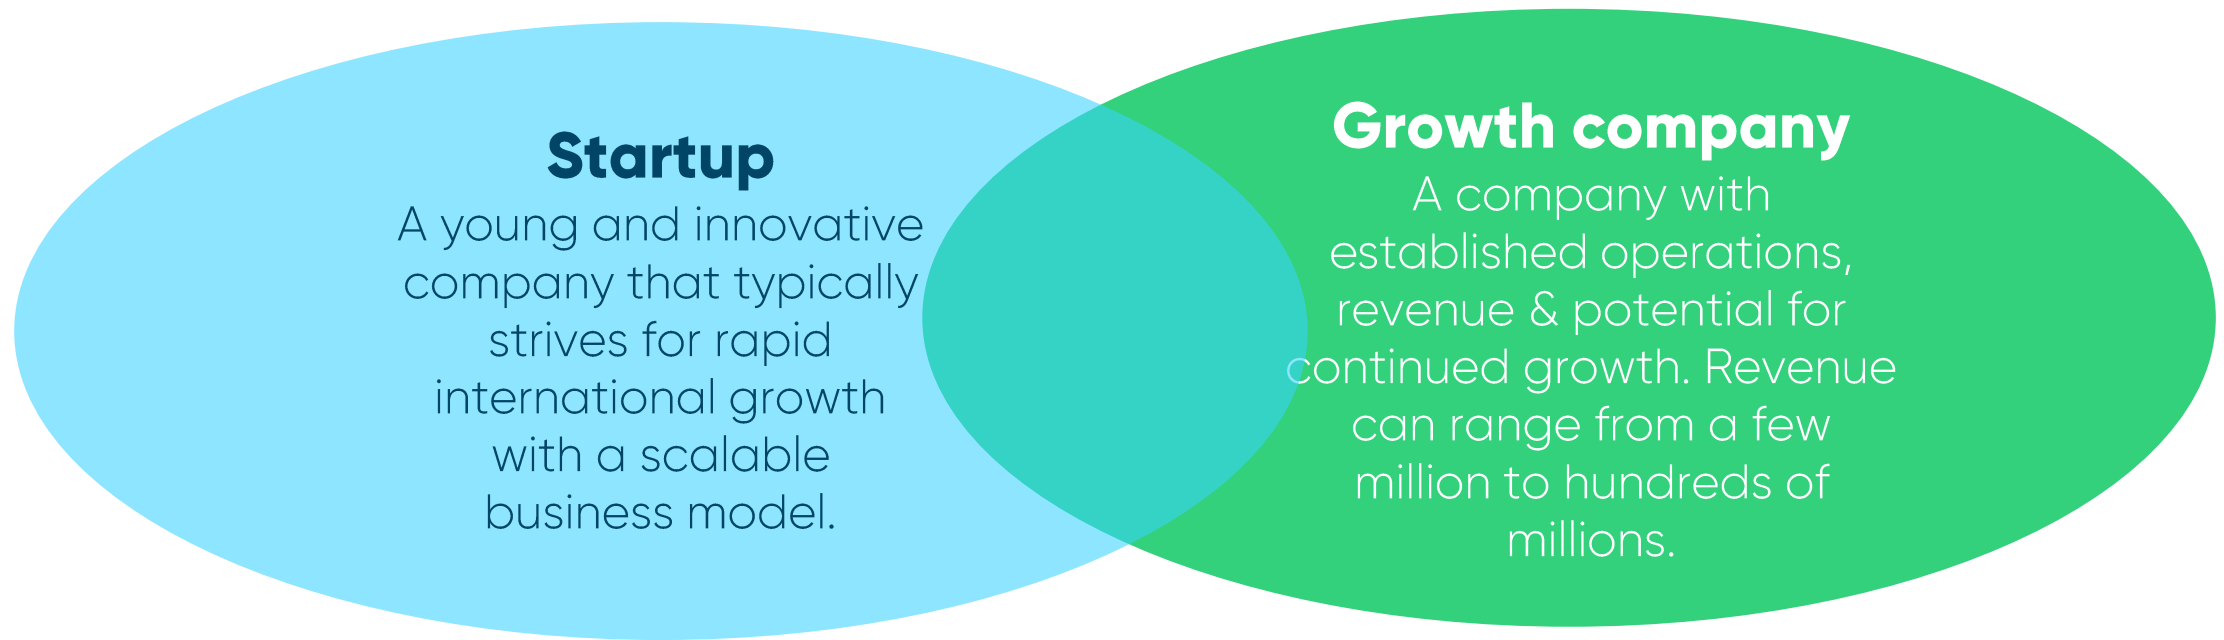 Startup
A young and innovative
company that typically
strives for rapid
international growth
with a scalable
business model.
Growth company
A company with
established operations,
revenue & potential for
continued growth. Revenue
can range from a few
million to hundreds of
millions.